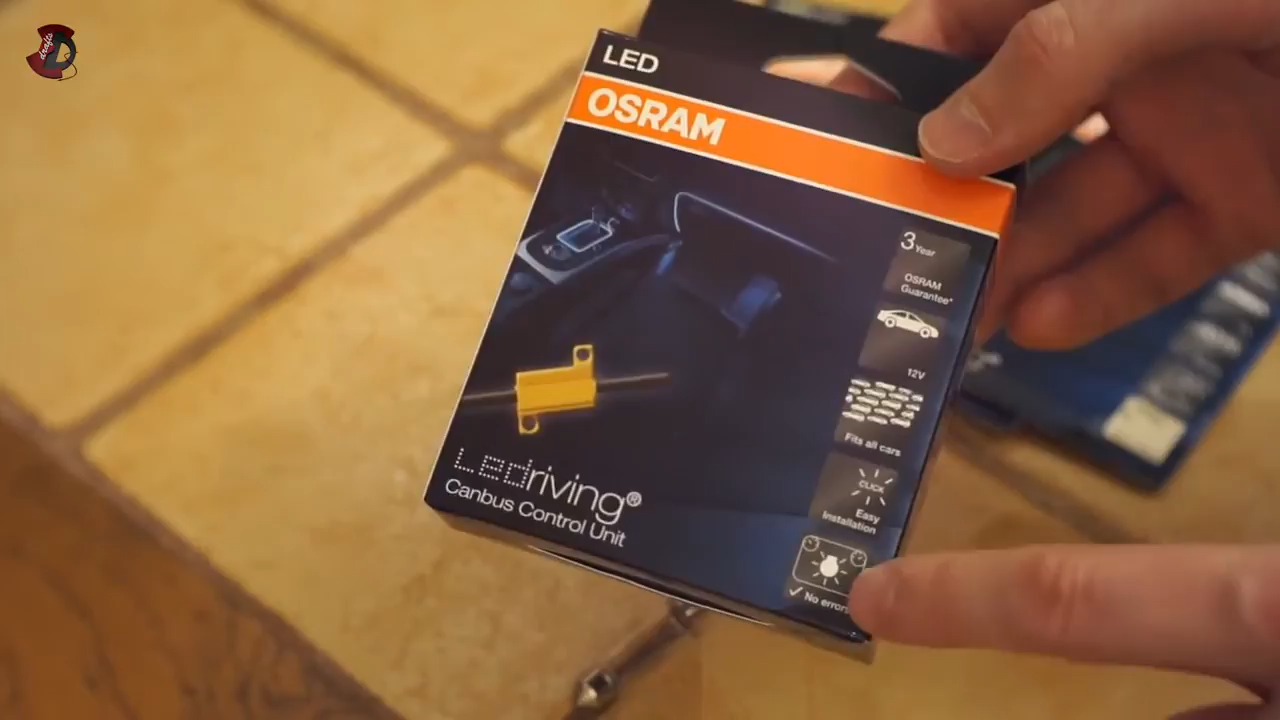 drafts
LED
OSRAM
3 Year
OSRAM
Guarantee*
12V
Fits all cars
CLICK
Easy
Installation
No error
LEDriving®
Canbus Control Unit